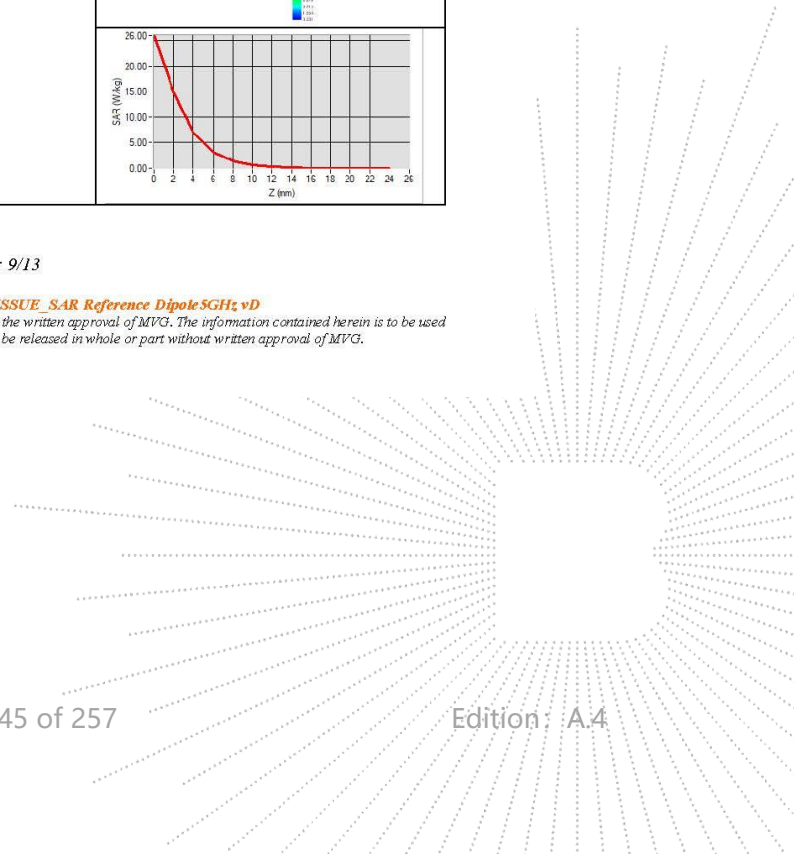 26.00
20.00
15.00
10.00
5.00
0.00
SAR (W/kg)
0 2 4 6 8 10 12 14 16 18 20 22 24 26
Z (mm)
: 9/13
SSUE_SAR Reference Dipole 5GHz vD
the written approval of MVG. The information contained herein is to be used
be released in whole or part without written approval of MVG.
45 of 257
Edition: A.4